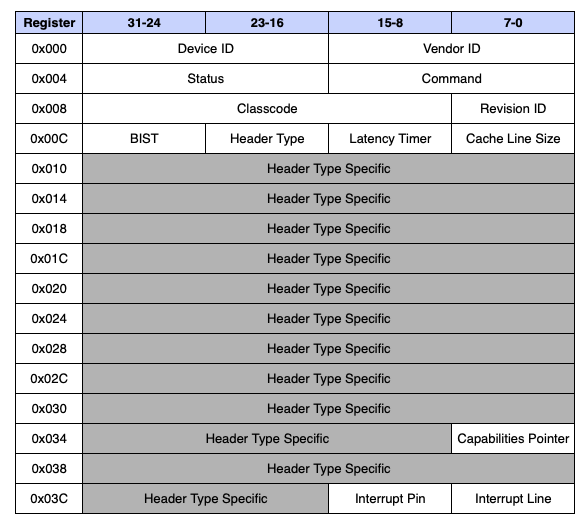 Register 31-24 23-16 15-8 7-0
0x000 Device ID Vendor ID
0x004 Status Command
0x008 Classcode Revision ID
0x00C BIST Header Type Latency Timer Cache Line Size
0x010 Header Type Specific
0x014 Header Type Specific
0x018 Header Type Specific
0x01C Header Type Specific
0x020 Header Type Specific
0x024 Header Type Specific
0x028 Header Type Specific
0x02C Header Type Specific
0x030 Header Type Specific
0x034 Header Type Specific Capabilities Pointer
0x038 Header Type Specific
0x03C Header Type Specific Interrupt Pin Interrupt Line